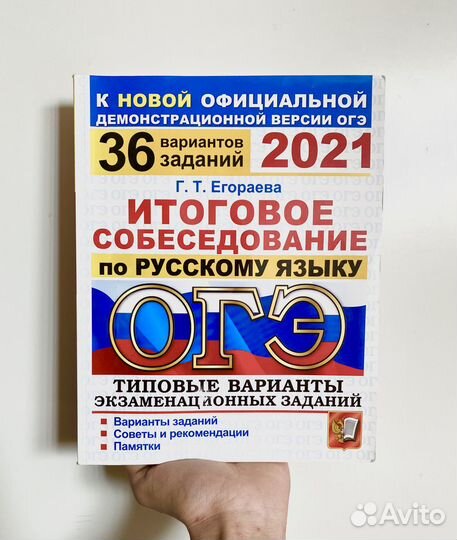 К НОВОЙ ОФИЦИАЛЬНОЙ
ДЕМОНСТРАЦИОННОЙ ВЕРСИИ ОГЭ
36 вариантов заданий 2021
Г. Т. Егораева
ИТОГОВОЕ
СОБЕСЕДОВАНИЕ
по РУССКОМУ ЯЗЫКУ
ОГЭ
ТИПОВЫЕ ВАРИАНТЫ
ЭКЗАМЕНАЦИОННЫХ ЗАДАНИЙ
Варианты заданий
Советы и рекомендации
Памятки
Avito